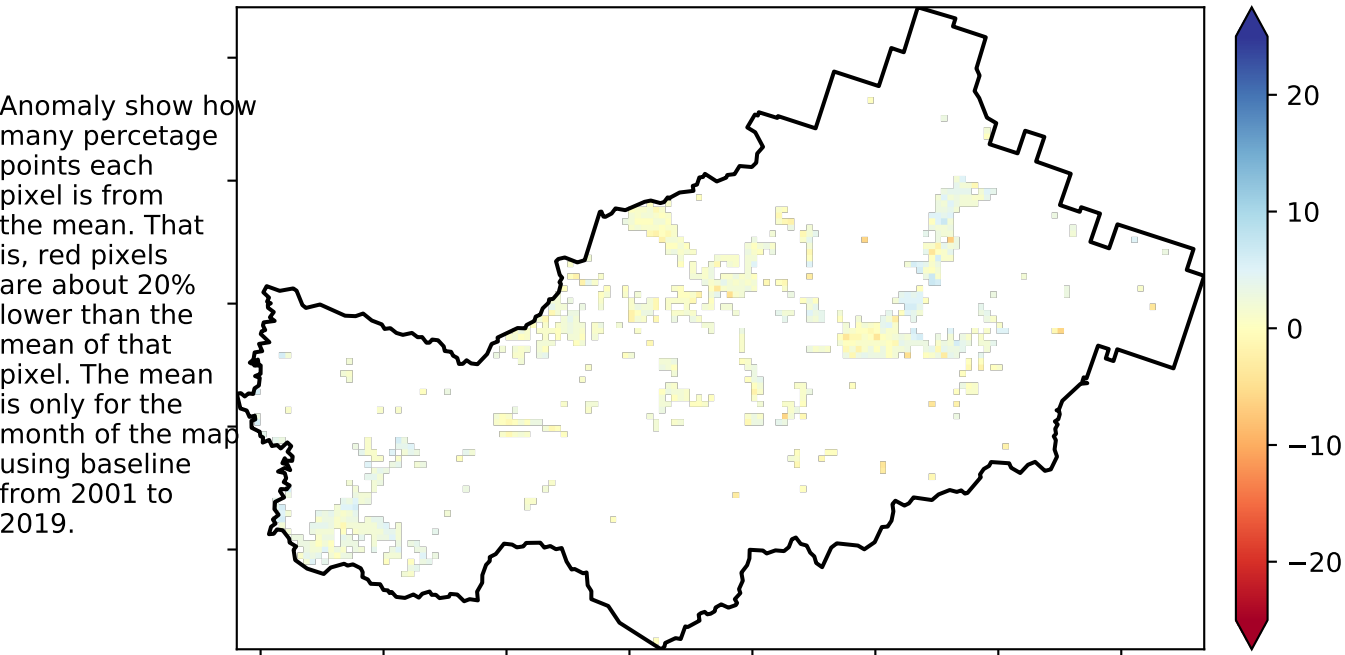 Anomaly show how
many percetage
points each
pixel is from
the mean. That
is, red pixels
are about 20%
lower than the
mean of that
pixel. The mean
is only for the
month of the map
using baseline
from 2001 to
2019.
20
10
0
−10
−20